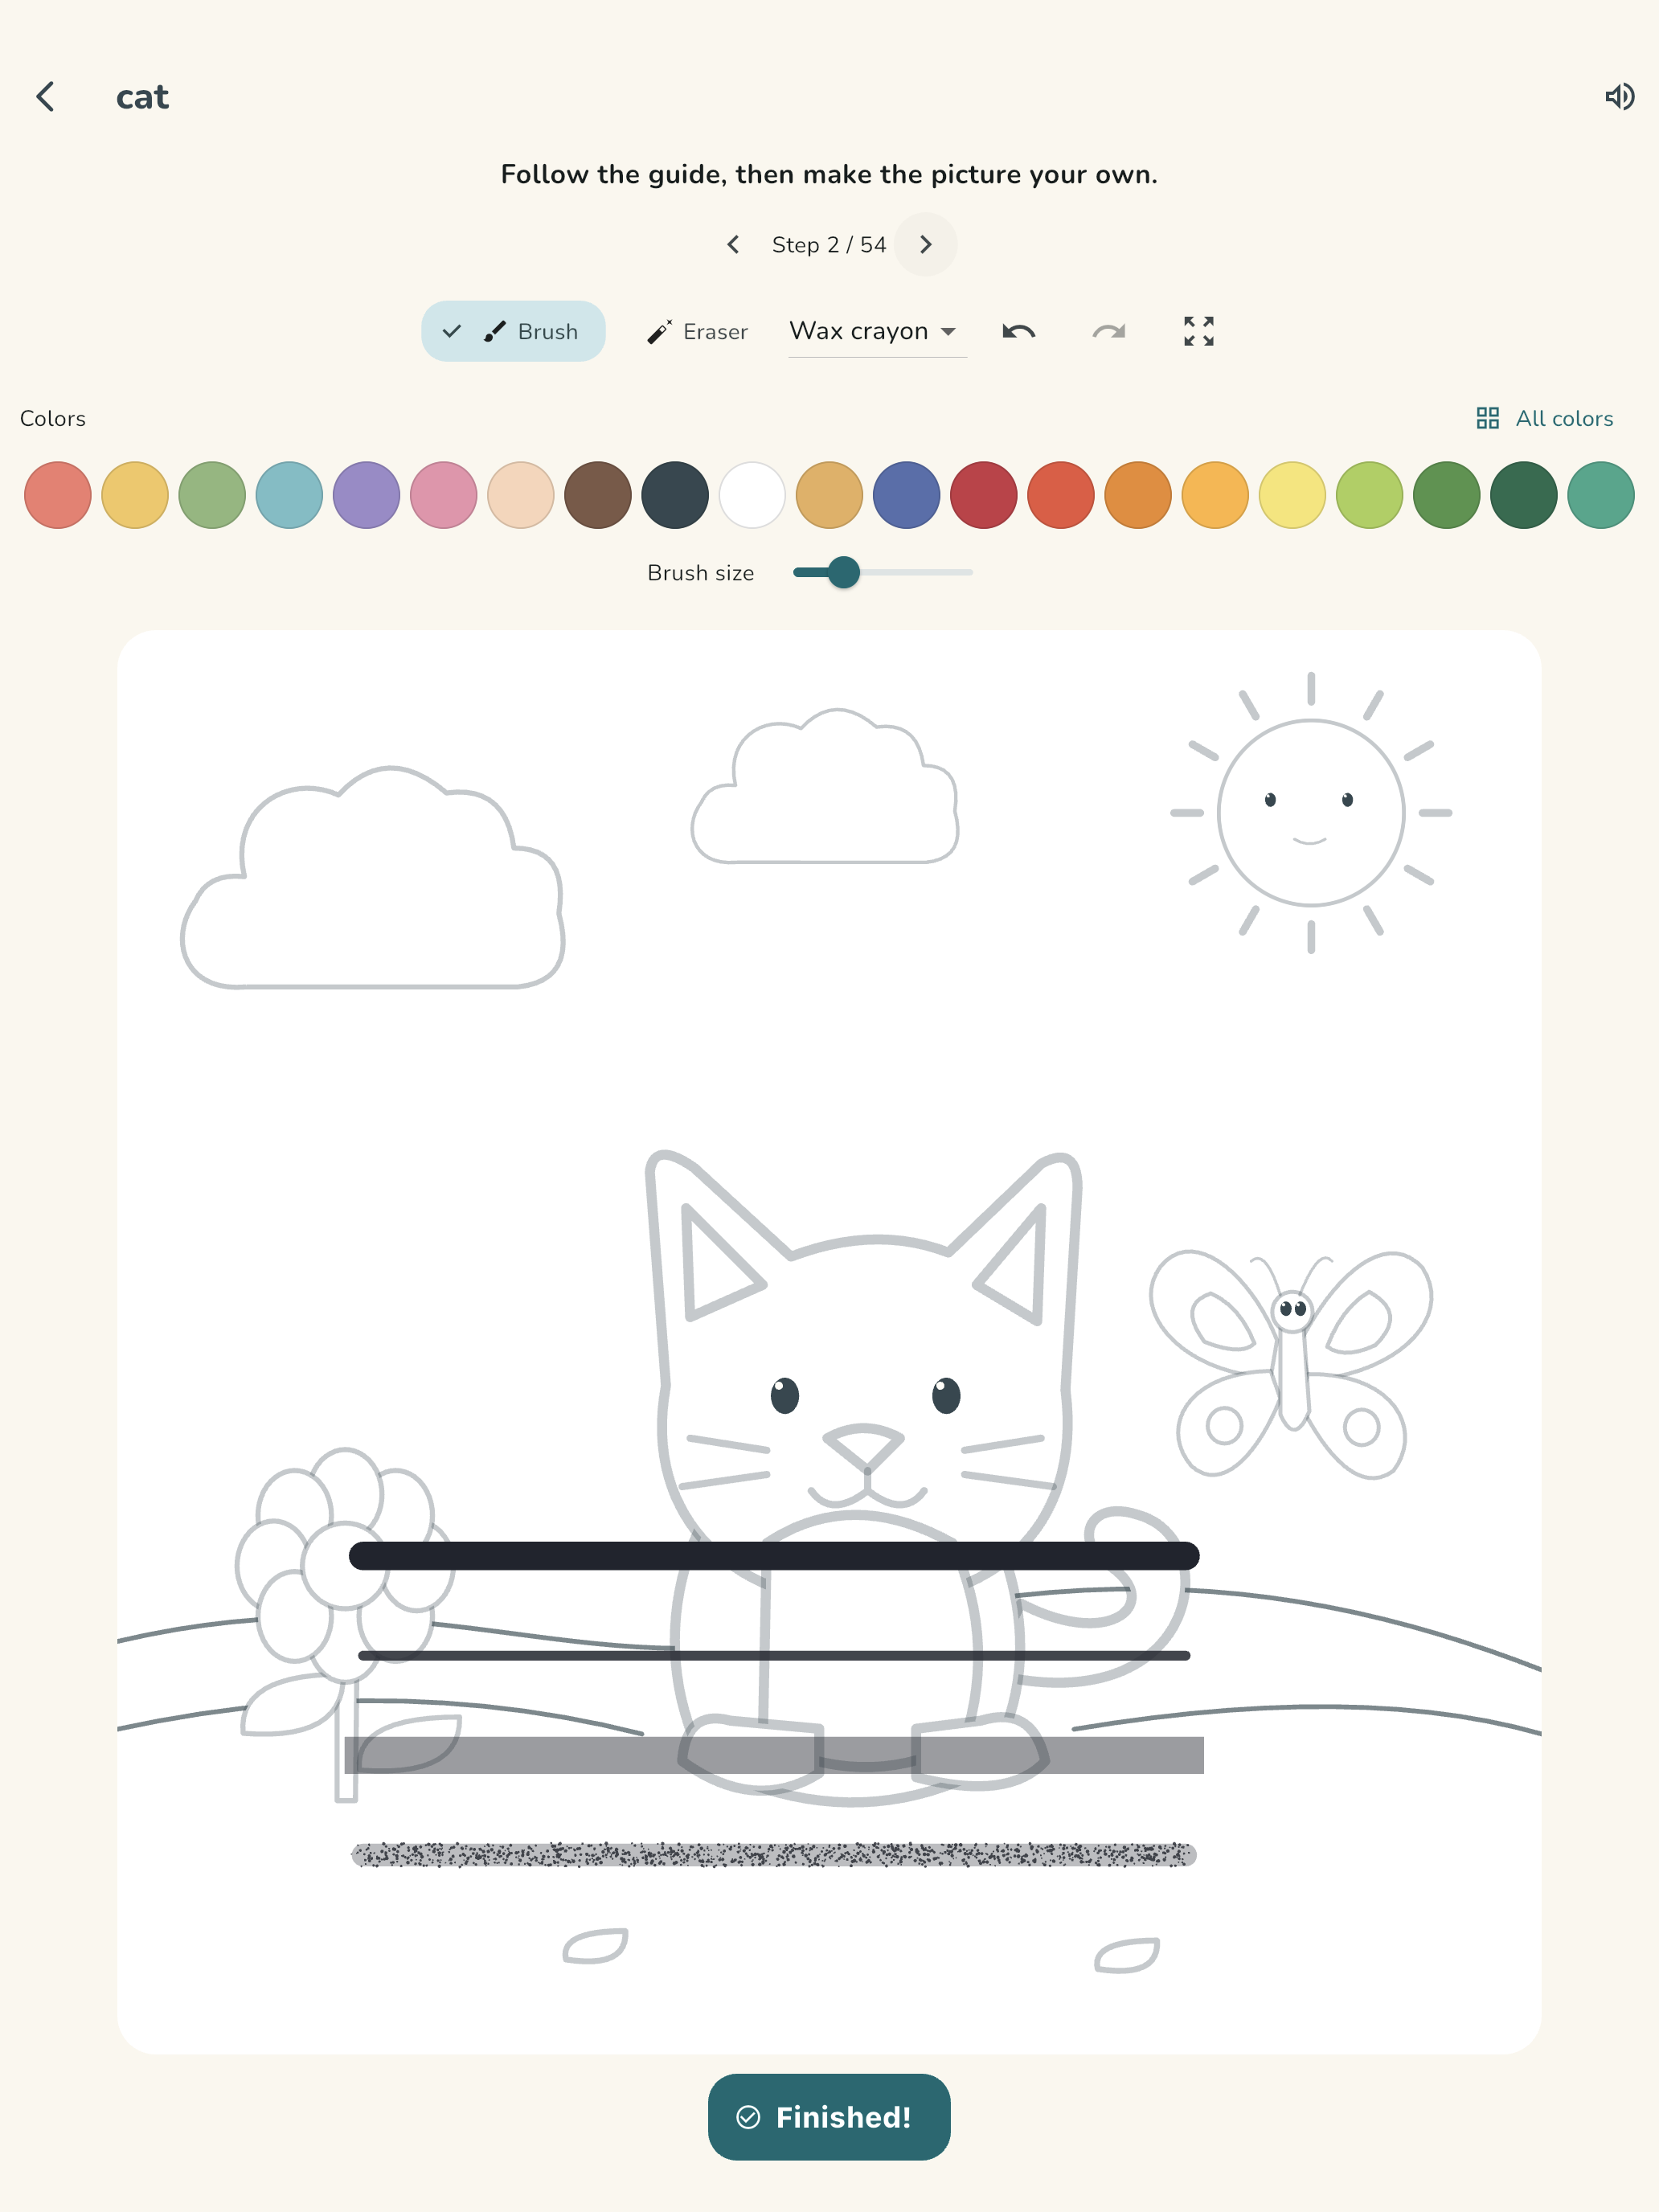 cat
Follow the guide, then make the picture your own.
Step 2 / 54
Brush Eraser Wax crayon
Colors All colors
Brush size
Finished!